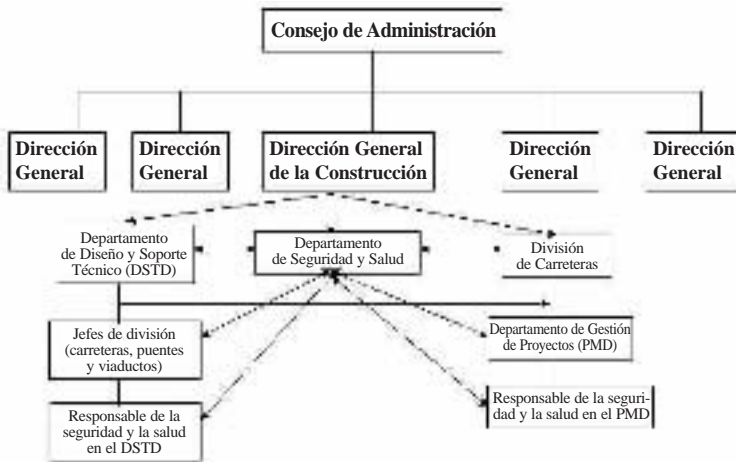 Consejo de Administración
Dirección
General
Dirección
General
Dirección General
de la Construcción
Dirección
General
Dirección
General
Departamento
de Diseño y Soporte
Técnico (DSTD)
Departamento
de Seguridad y Salud
División
de Carreteras
Jefes de división
(carreteras, puentes
y viaductos)
Departamento de Gestión
de Proyectos (PMD)
Responsable de la
seguridad y la salud
en el DSTD
Responsable de la seguri-
dad y la salud en el PMD